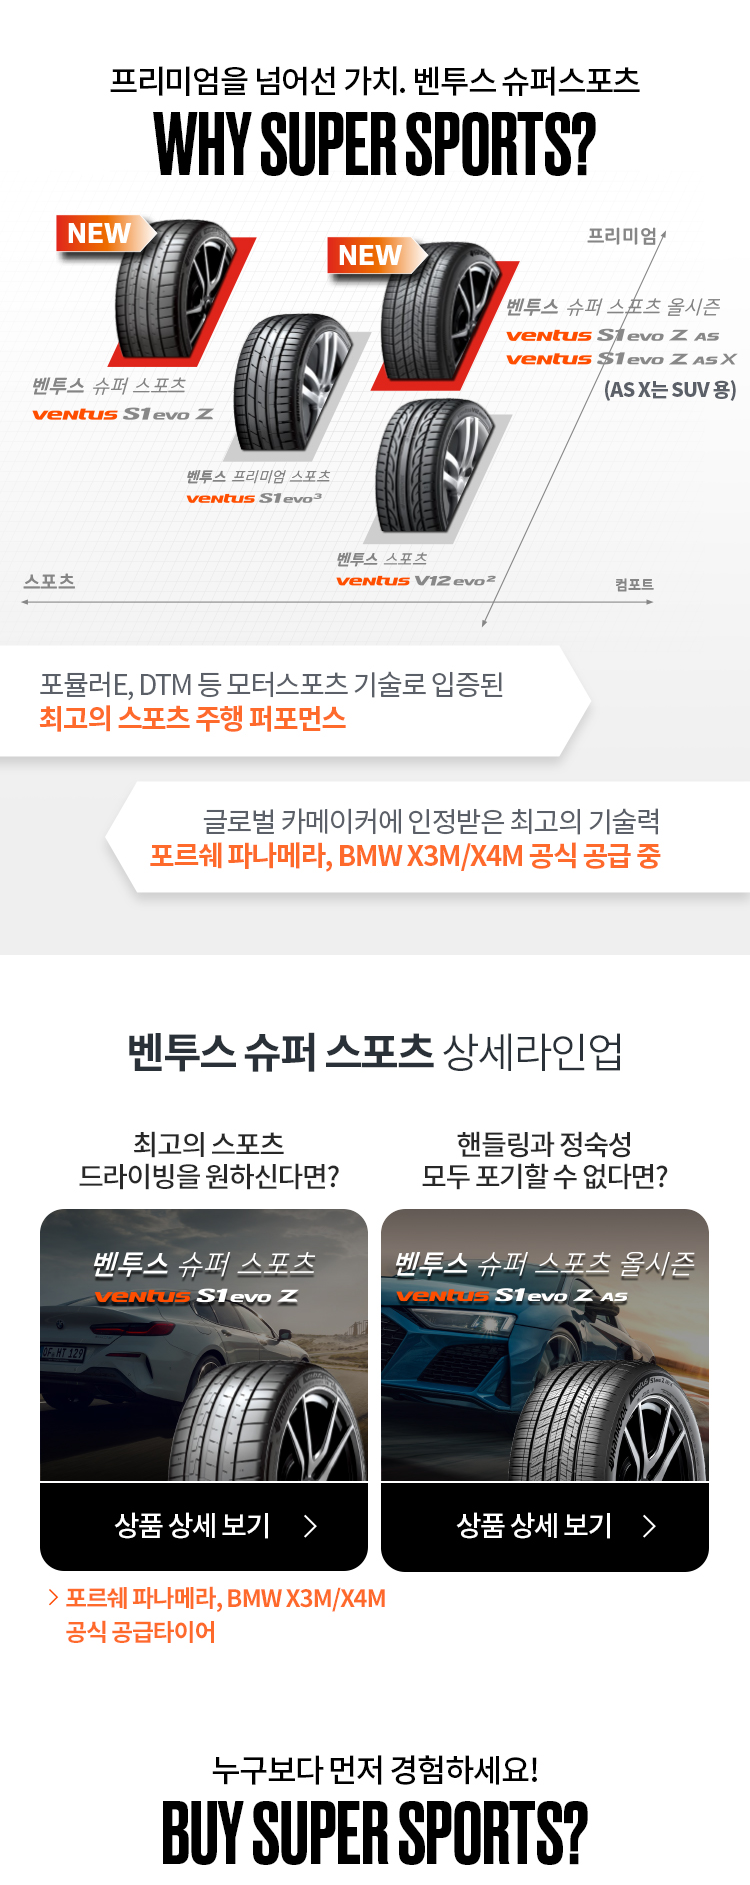 프리미엄을 넘어선 가치. 벤투스 슈퍼스포츠
WHY SUPER SPORTS?
NEW
NEW
프리미엄
벤투스 슈퍼 스포츠 올시즌
ventus S1 evo Z AS
ventus S1 evo Z AS X
(AS X는 SUV 용)
벤투스 슈퍼 스포츠
ventus S1 evo Z
벤투스 프리미엄 스포츠
ventus S1 evo³
벤투스 스포츠
ventus V12 evo²
스포츠
컴포트
포뮬러E, DTM 등 모터스포츠 기술로 입증된
최고의 스포츠 주행 퍼포먼스
글로벌 카메이커에 인정받은 최고의 기술력
포르쉐 파나메라, BMW X3M/X4M 공식 공급 중
벤투스 슈퍼 스포츠 상세라인업
최고의 스포츠
드라이빙을 원하신다면?
벤투스 슈퍼 스포츠
ventus S1 evo Z
상품 상세 보기 >
> 포르쉐 파나메라, BMW X3M/X4M
공식 공급타이어
핸들링과 정숙성
모두 포기할 수 없다면?
벤투스 슈퍼 스포츠 올시즌
ventus S1 evo Z AS
상품 상세 보기 >
누구보다 먼저 경험하세요!
BUY SUPER SPORTS?